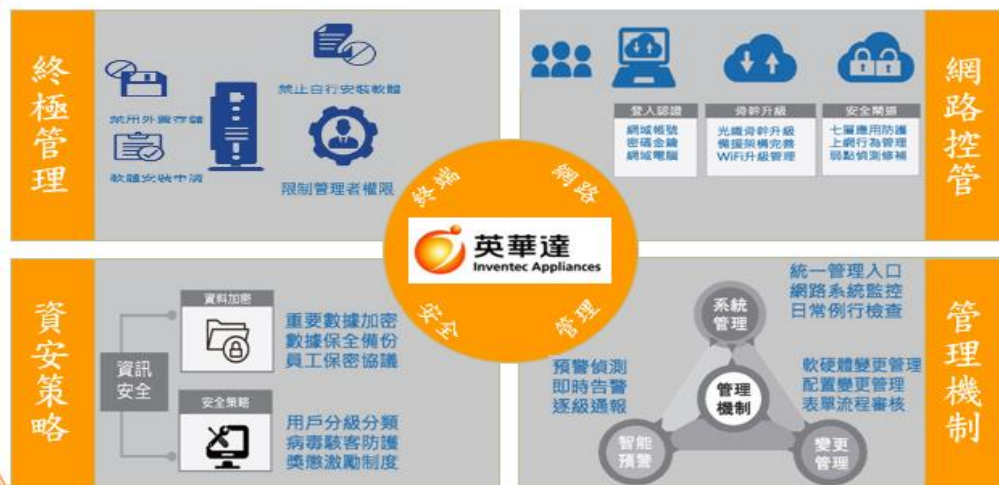 終極管理
禁用外置存儲
禁止自行安裝軟體
軟體安裝申請
限制管理者權限
網路控管
登入認證
網域帳號
密碼金鑰
網域電腦
骨幹升級
光纖骨幹升級
備援架構完善
WiFi升級管理
安全閘道
七層應用防護
上網行為管理
弱點偵測修補
終端
網路
英華達
Inventec Appliances
安全
管理
資安策略
資訊
安全
資料加密
重要數據加密
數據保全備份
員工保密協議
安全策略
用戶分級分類
病毒駭客防護
獎懲激勵制度
管理機制
系統
管理
統一管理入口
網路系統監控
日常例行檢查
預警偵測
即時告警
逐級通報
管理
機制
軟硬體變更管理
配置變更管理
表單流程審核
智能
預警
變更
管理